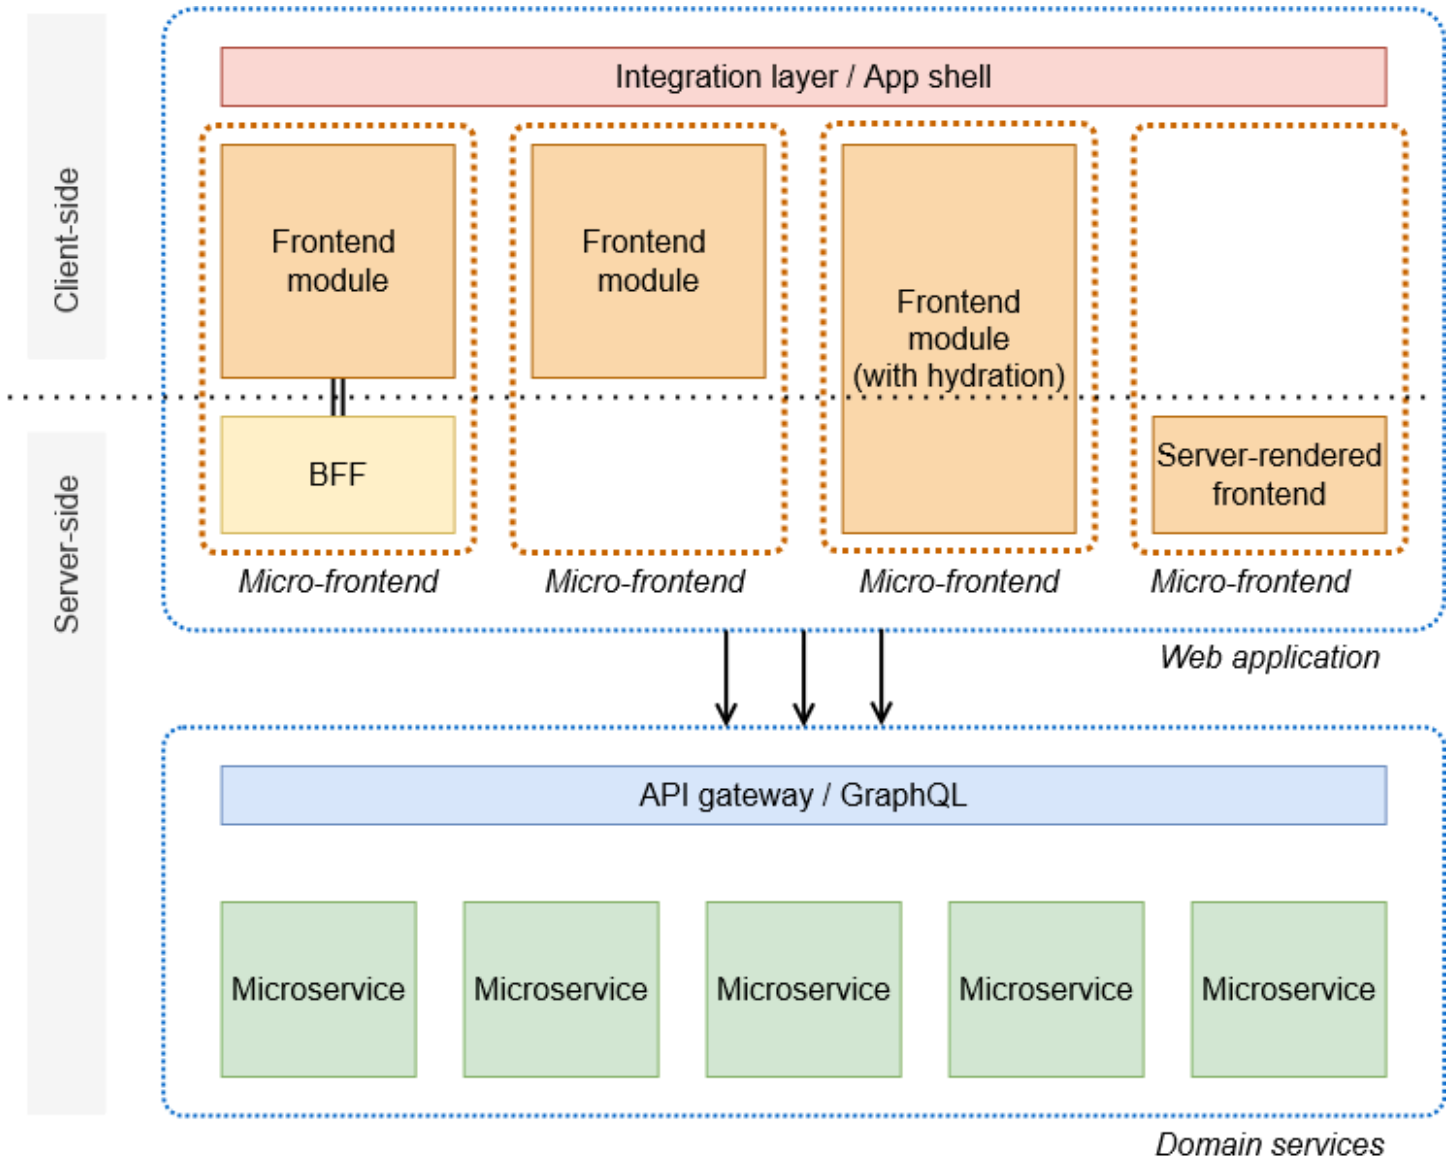 Client-side
Integration layer / App shell
Frontend
module
Frontend
module
Frontend
module
(with hydration)
Server-side
BFF
Server-rendered
frontend
Micro-frontend
Micro-frontend
Micro-frontend
Micro-frontend
Web application
API gateway / GraphQL
Microservice
Microservice
Microservice
Microservice
Microservice
Domain services